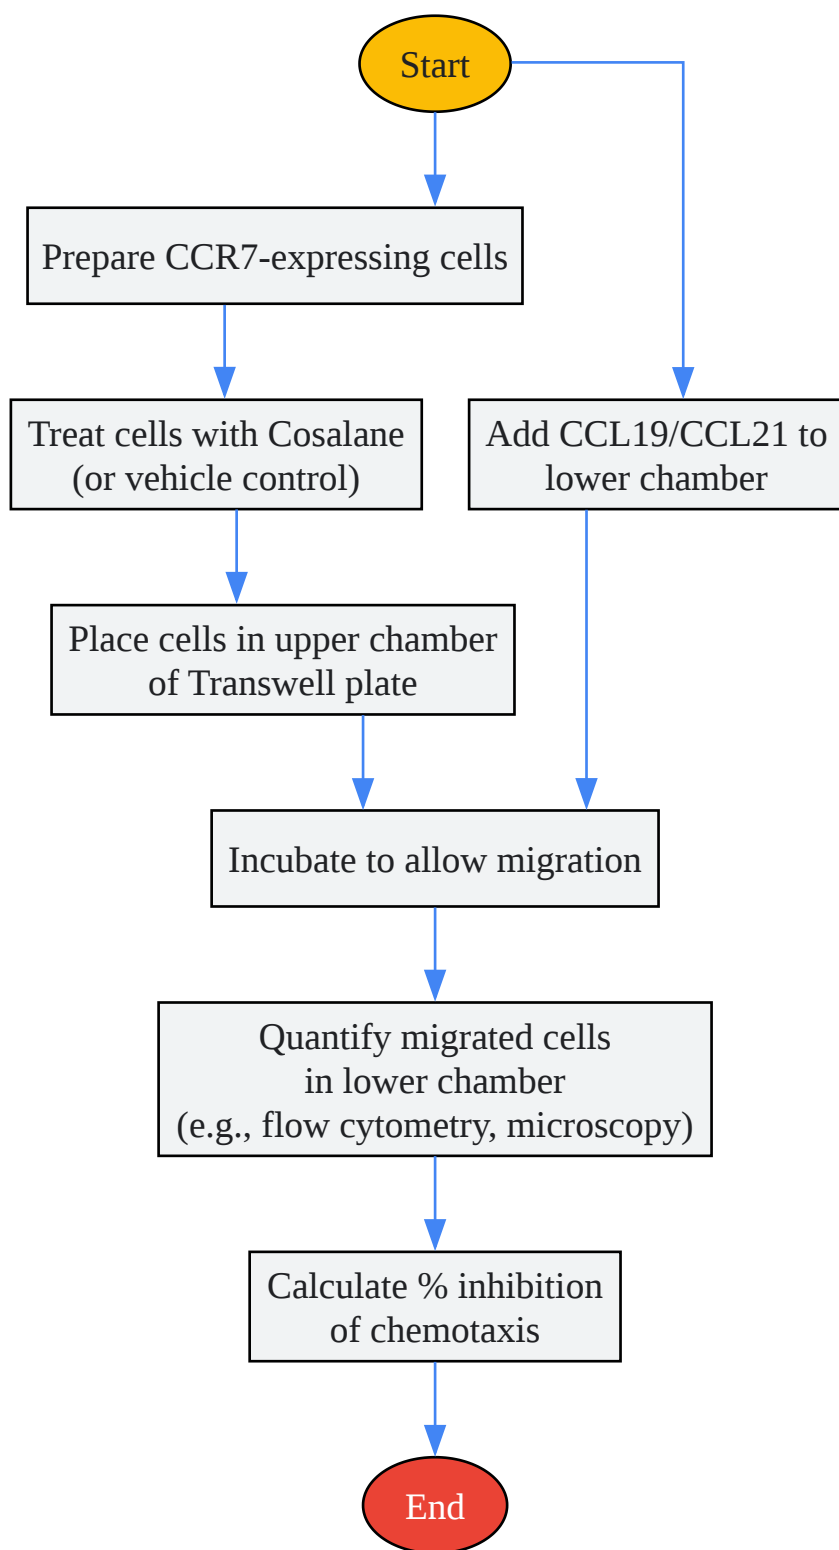 Start
Prepare CCR7-expressing cells
Treat cells with Cosalane
(or vehicle control)
Add CCL19/CCL21 to
lower chamber
Place cells in upper chamber
of Transwell plate
Incubate to allow migration
Quantify migrated cells
in lower chamber
(e.g., flow cytometry, microscopy)
Calculate % inhibition
of chemotaxis
End